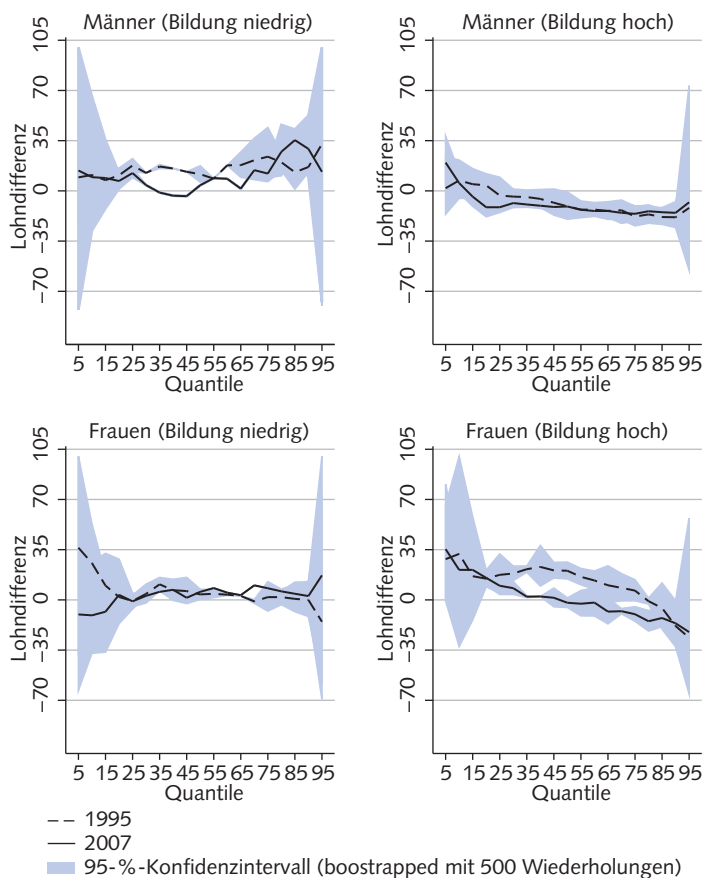 Männer (Bildung niedrig)
105
70
35
0
−35
−70
Lohndifferenz
5 15 25 35 45 55 65 75 85 95
Quantile
Männer (Bildung hoch)
105
70
35
0
−35
−70
Lohndifferenz
5 15 25 35 45 55 65 75 85 95
Quantile
Frauen (Bildung niedrig)
105
70
35
0
−35
−70
Lohndifferenz
5 15 25 35 45 55 65 75 85 95
Quantile
Frauen (Bildung hoch)
105
70
35
0
−35
−70
Lohndifferenz
5 15 25 35 45 55 65 75 85 95
Quantile
1995
2007
95-%-Konfidenzintervall (boostrapped mit 500 Wiederholungen)